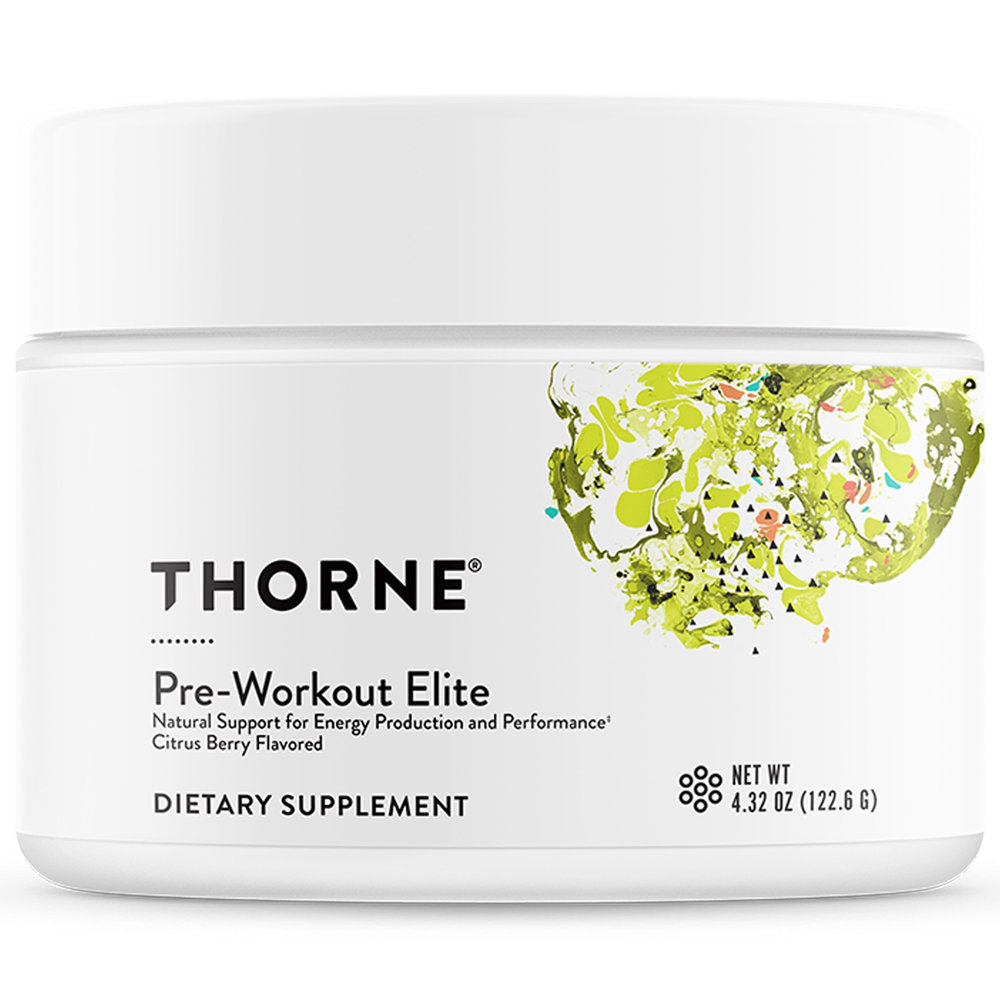 THORNE®
Pre-Workout Elite
Natural Support for Energy Production and Performance‡
Citrus Berry Flavored
DIETARY SUPPLEMENT
NET WT
4.32 OZ (122.6 G)